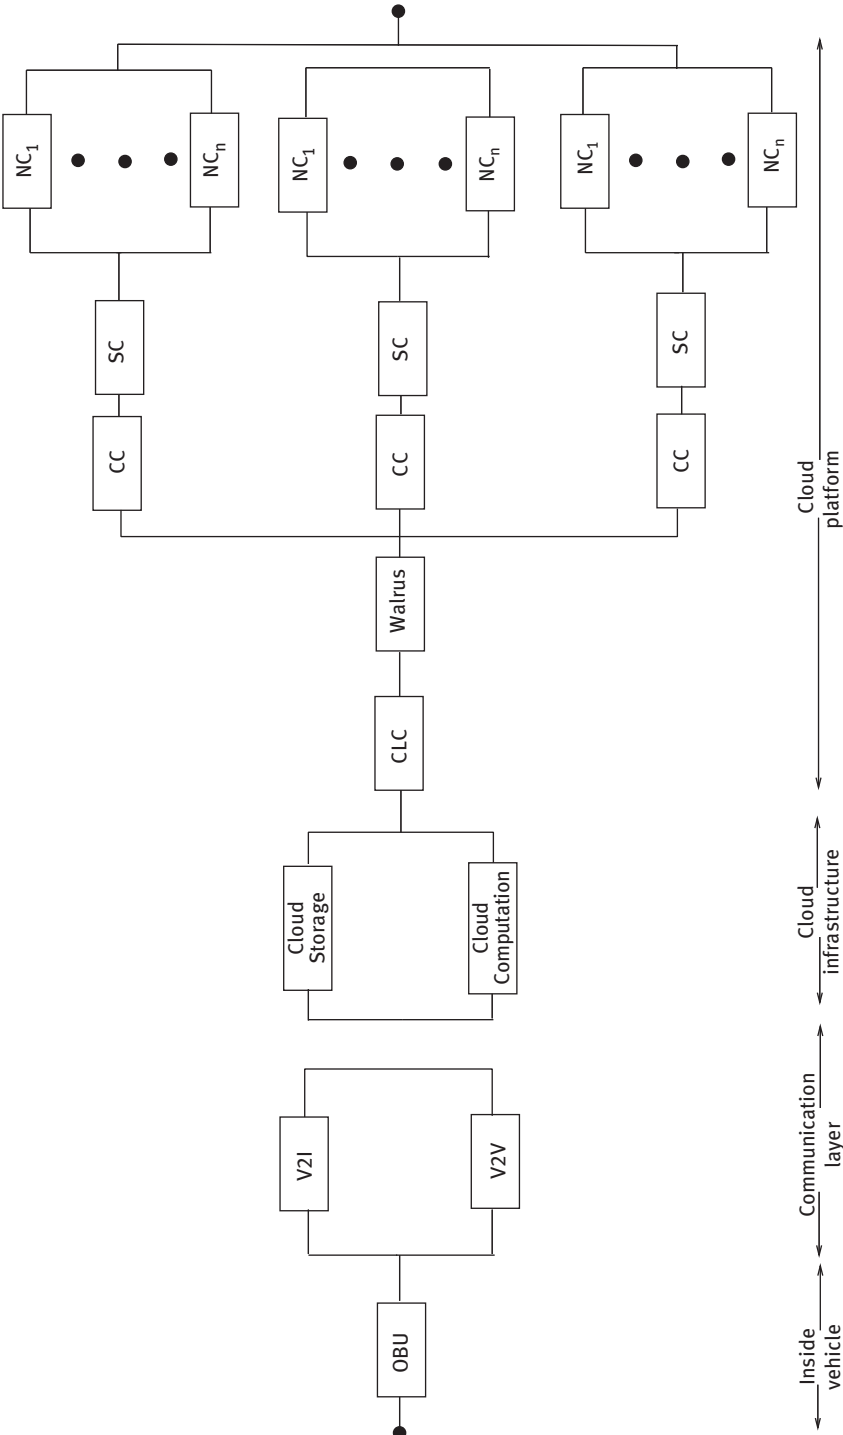 NC1
NCn
NC1
NCn
NC1
NCn
SC
SC
SC
CC
CC
CC
Cloud
platform
Walrus
CLC
Cloud
Storage
Cloud
Computation
Cloud
infrastructure
V2I
V2V
Communication
layer
OBU
Inside
vehicle